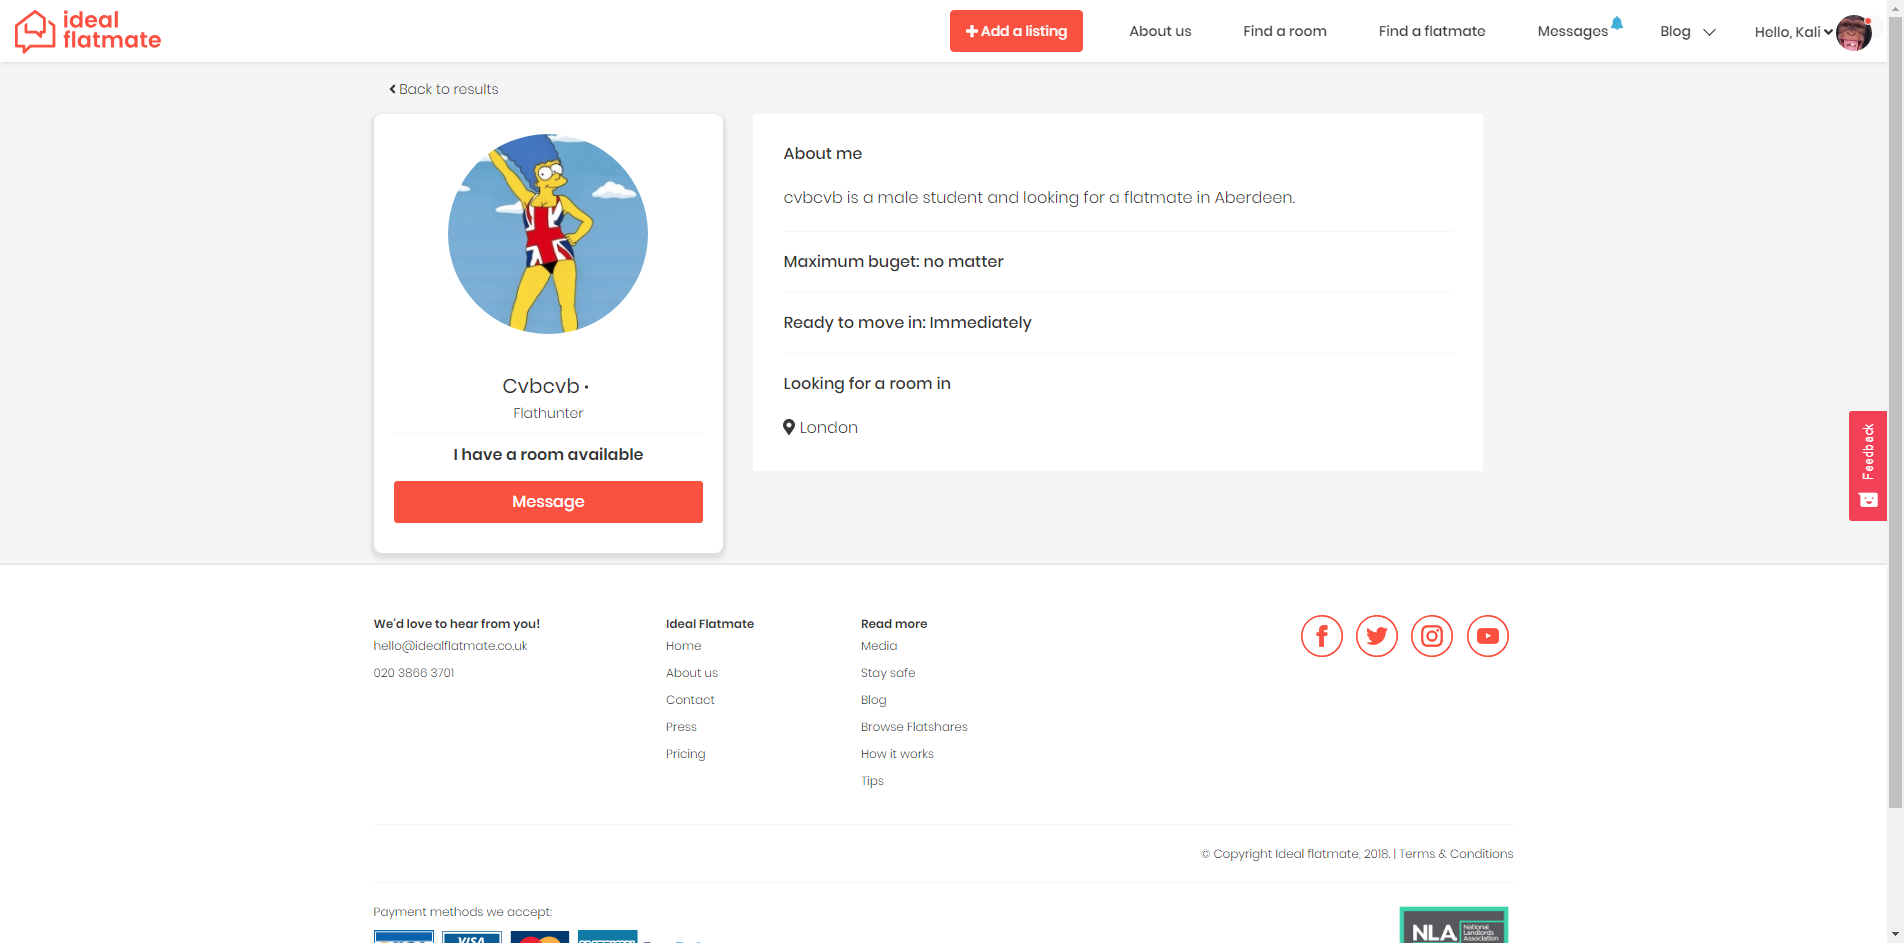 ideal
flatmate
Add a listing
About us
Find a room
Find a flatmate
Messages
Blog
Hello, Kali
Back to results
Cvbcvb •
Flathunter
I have a room available
Message
About me
cvbcvb is a male student and looking for a flatmate in Aberdeen.
Maximum buget: no matter
Ready to move in: Immediately
Looking for a room in
London
Feedback
We'd love to hear from you!
hello@idealflatmate.co.uk
020 3866 3701
Ideal Flatmate
Home
About us
Contact
Press
Pricing
Read more
Media
Stay safe
Blog
Browse Flatshares
How it works
Tips
© Copyright Ideal flatmate, 2018. | Terms & Conditions
Payment methods we accept:
VISA
NLA
National
Landlords
Association